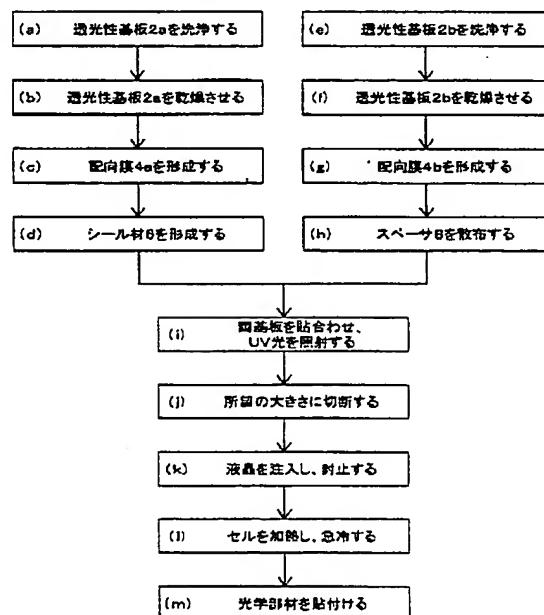 (a) 透光性基板2aを洗浄する
(b) 透光性基板2aを乾燥させる
(c) 配向膜4aを形成する
(d) シール材6を形成する
(e) 透光性基板2bを洗浄する
(f) 透光性基板2bを乾燥させる
(g) 配向膜4bを形成する
(h) スペーサ8を散布する
(i) 両基板を貼合わせ、
UV光を照射する
(j) 所望の大きさに切断する
(k) 液晶を注入し、封止する
(l) セルを加熱し、急冷する
(m) 光学部材を貼付ける